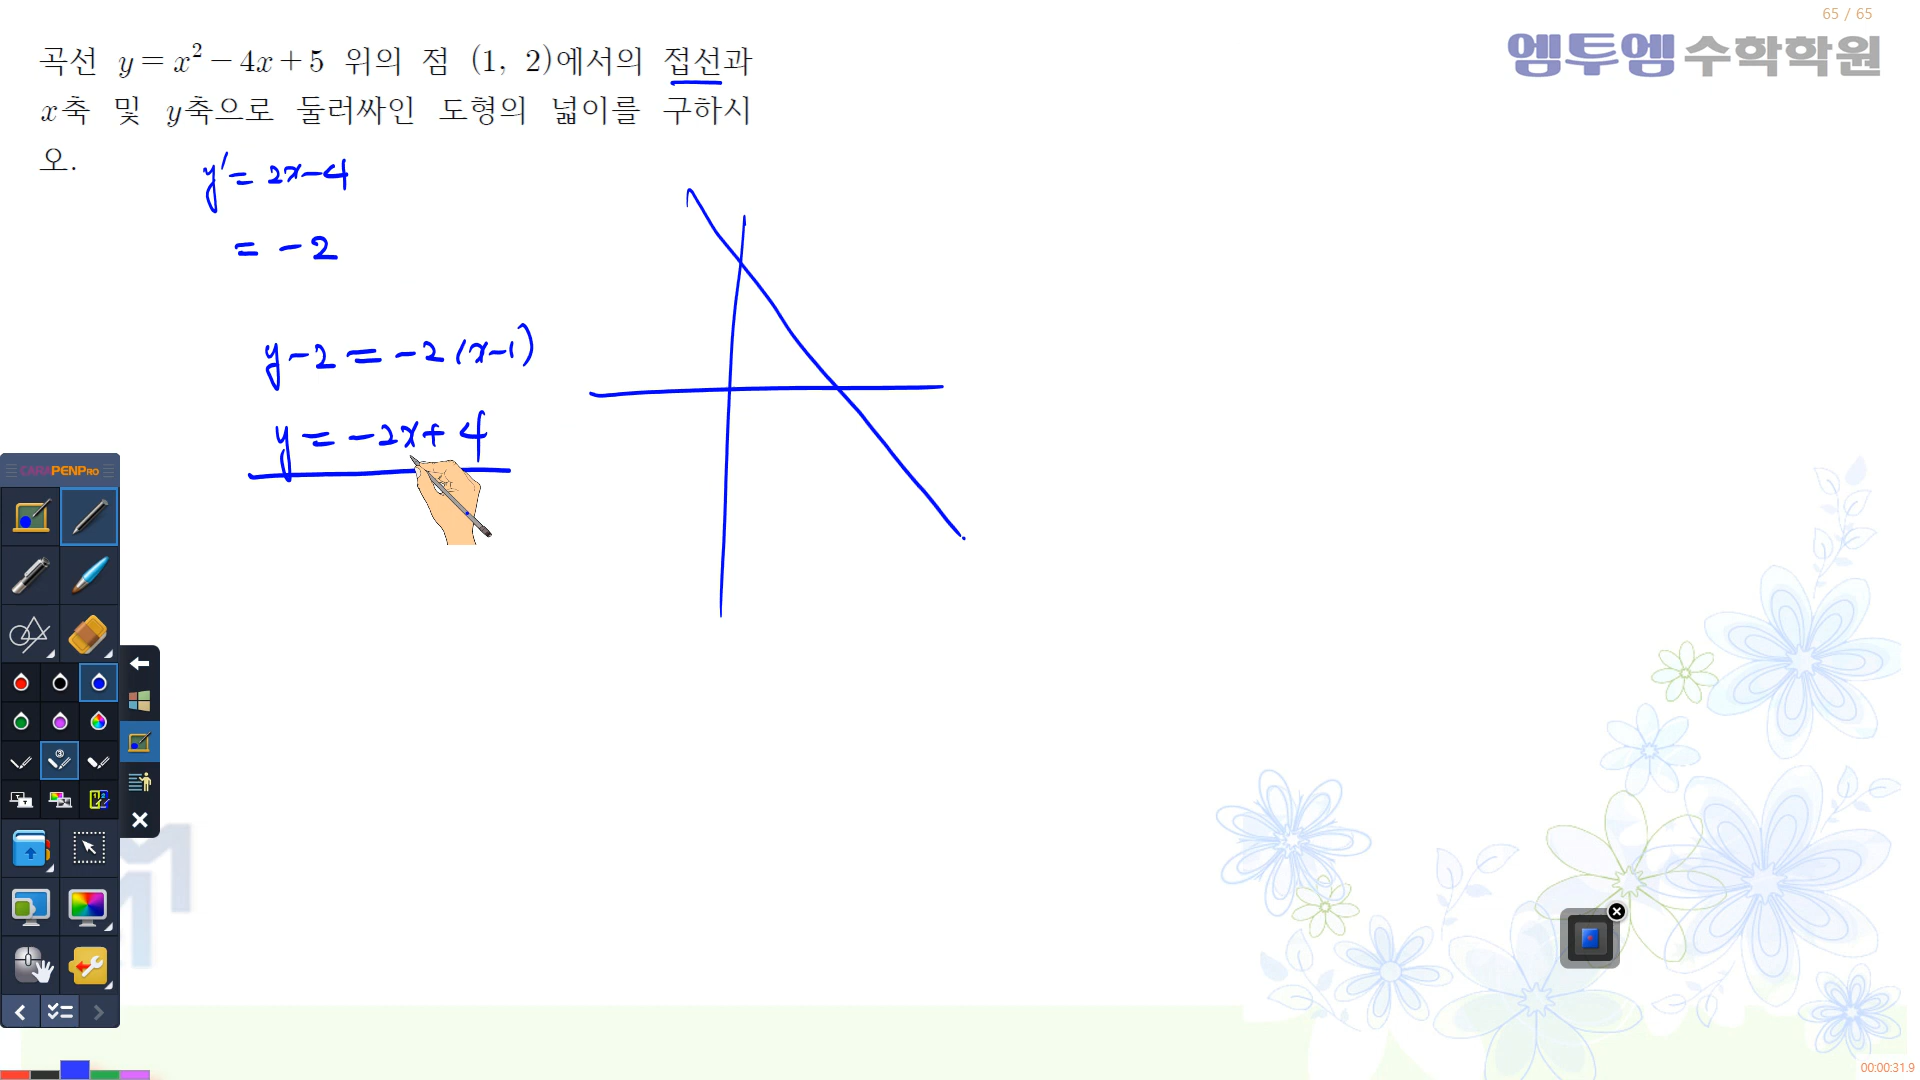 65 / 65
엠투엠수학학원
곡선 y = x² − 4x + 5 위의 점 (1, 2)에서의 접선과
x축 및 y축으로 둘러싸인 도형의 넓이를 구하시
오.
y' = 2x − 4
= − 2
y − 2 = − 2 (x − 1)
y = − 2x + 4
CARAPENPRO
00:00:31.9